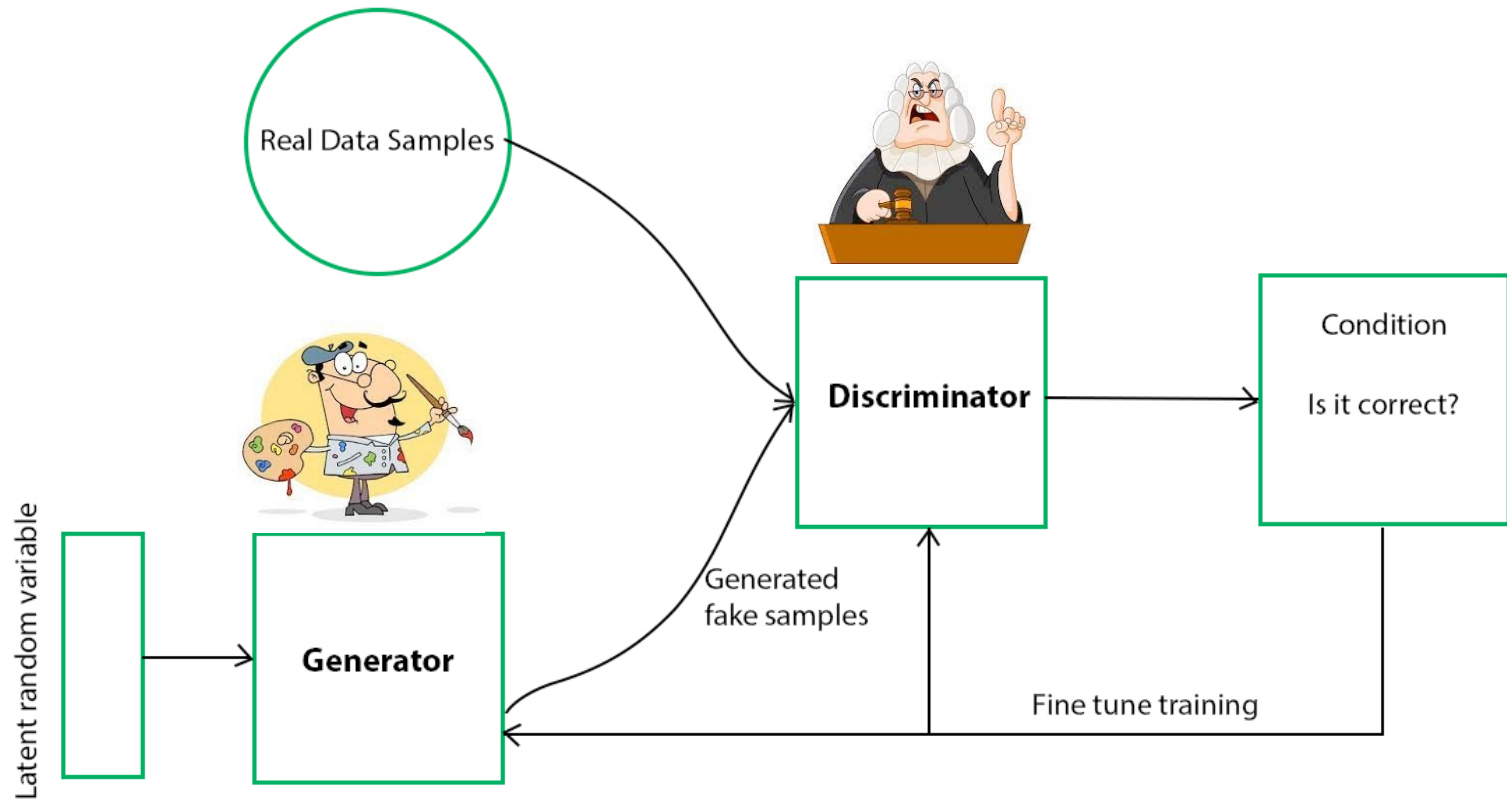 Real Data Samples
Discriminator
Condition
Is it correct?
Latent random variable
Generator
Generated
fake samples
Fine tune training